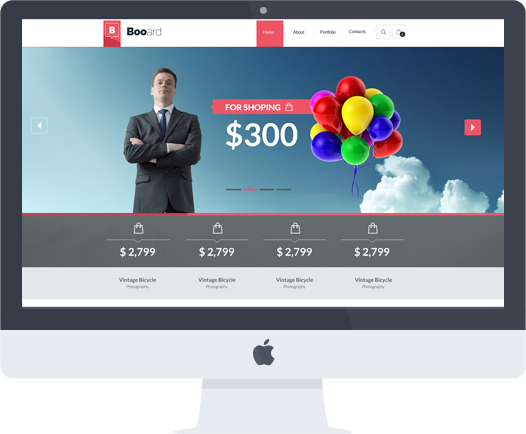 B Booard
Home About Portfolio Contacts
FOR SHOPING
$300
$ 2,799 $ 2,799 $ 2,799 $ 2,799
Vintage Bicycle Vintage Bicycle Vintage Bicycle Vintage Bicycle
Photography Photography Photography Photography